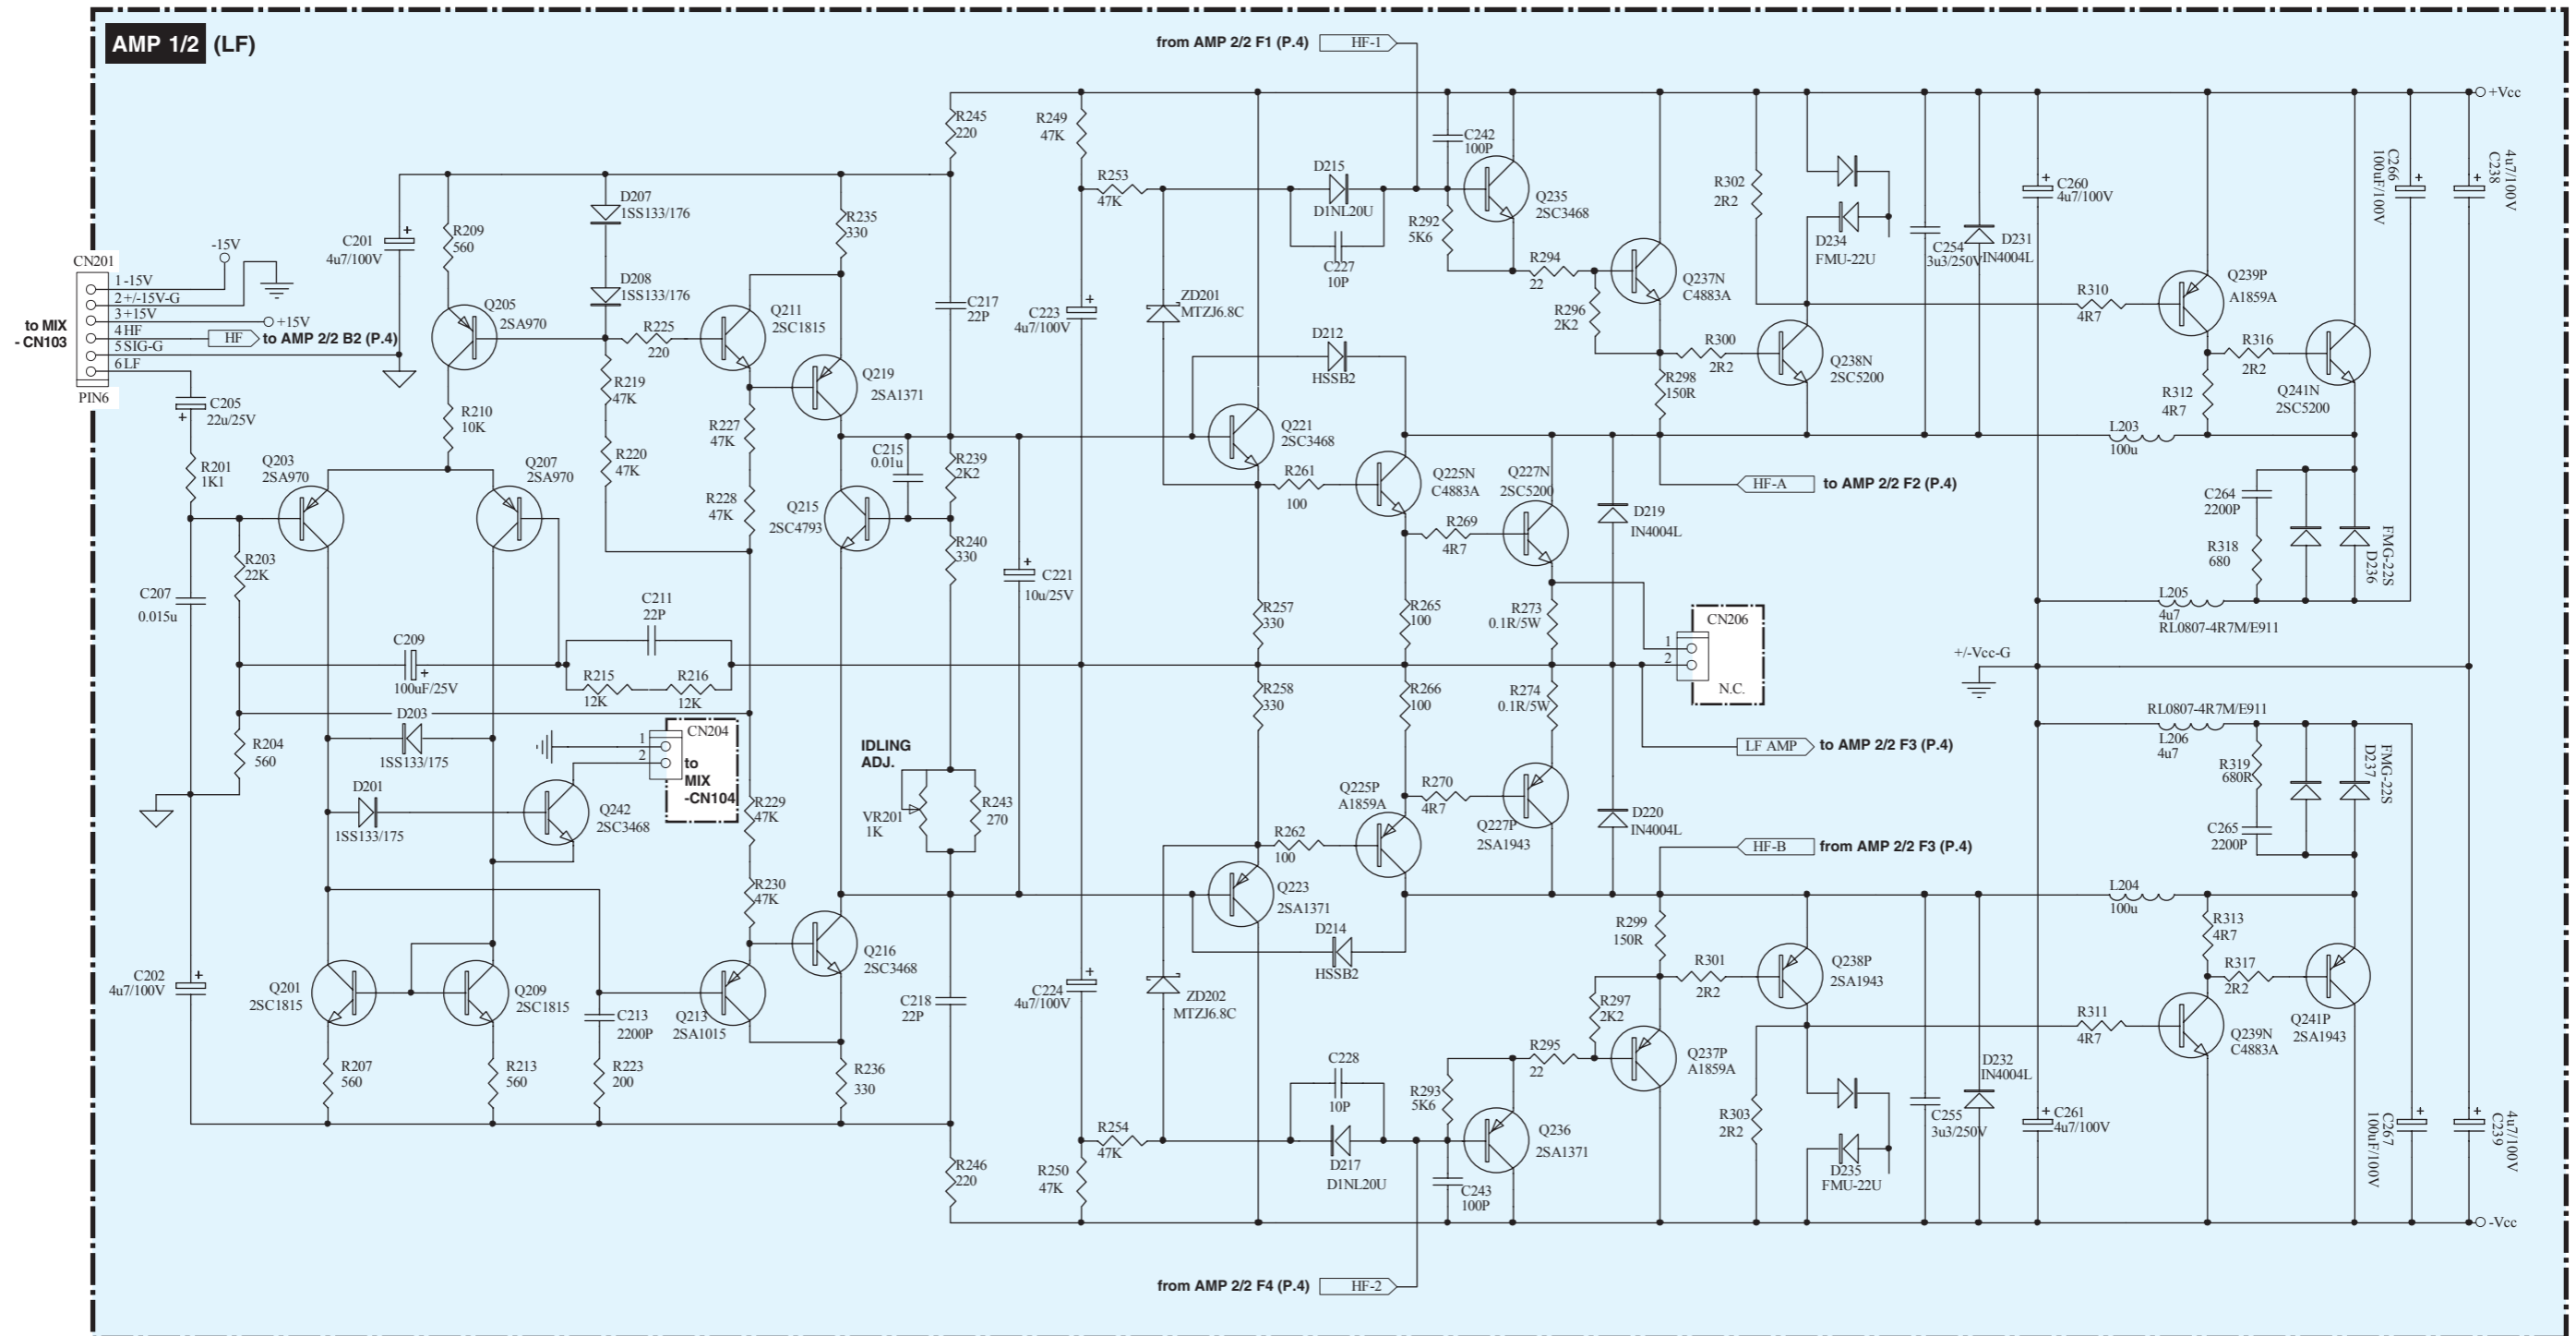 AMP 1/2 (LF)
from AMP 2/2 F1 (P.4) HF-1
+Vcc
R245
220
R249
47K
C242
100P
D215
D1NL20U
R253
47K
Q235
2SC3468
R302
2R2
C260
4u7/100V
C266
100uF/100V
4u7/100V
C238
D207
1SS133/176
R235
330
R209
560
C201
4u7/100V
-15V
CN201
1 -15V
2 +/-15V-G
3 +15V
+15V
to MIX
- CN103
4 HF
HF to AMP 2/2 B2 (P.4)
5 SIG-G
6 LF
PIN6
D208
1SS133/176
Q205
2SA970
R225
220
Q211
2SC1815
C217
22P
C223
4u7/100V
ZD201
MTZJ6.8C
C227
10P
R292
5K6
R294
22
R296
2K2
Q237N
C4883A
D234
FMU-22U
C254
3u3/250V
D231
IN4004L
R310
4R7
Q239P
A1859A
D212
HSSB2
R300
2R2
Q238N
2SC5200
R316
2R2
Q241N
2SC5200
R298
150R
R312
4R7
L203
100u
Q219
2SA1371
R219
47K
C205
22u/25V
R210
10K
R227
47K
R220
47K
C215
0.01u
R239
2K2
Q221
2SC3468
R261
100
Q225N
C4883A
Q227N
2SC5200
HF-A to AMP 2/2 F2 (P.4)
R201
1K1
Q203
2SA970
Q207
2SA970
R228
47K
Q215
2SC4793
R240
330
R269
4R7
D219
IN4004L
C264
2200P
R318
680
FMG-22S
D236
R203
22K
C207
0.015u
C221
10u/25V
C211
22P
C209
100uF/25V
R215
12K
R216
12K
R257
330
R265
100
R273
0.1R/5W
CN206
1
2
N.C.
L205
4u7
RL0807-4R7M/E911
+/-Vcc-G
R258
330
R266
100
R274
0.1R/5W
RL0807-4R7M/E911
L206
4u7
D203
1SS133/175
R204
560
CN204
1
2
to
MIX
-CN104
IDLING
ADJ.
LF AMP to AMP 2/2 F3 (P.4)
R319
680R
FMG-22S
D237
D201
1SS133/175
Q242
2SC3468
R229
47K
VR201
1K
R243
270
R262
100
Q225P
A1859A
R270
4R7
Q227P
2SA1943
D220
IN4004L
HF-B from AMP 2/2 F3 (P.4)
C265
2200P
R230
47K
Q223
2SA1371
D214
HSSB2
L204
100u
R299
150R
R313
4R7
Q216
2SC3468
C202
4u7/100V
Q201
2SC1815
Q209
2SC1815
Q213
2SA1015
C213
2200P
C218
22P
C224
4u7/100V
ZD202
MTZJ6.8C
R301
2R2
Q238P
2SA1943
R317
2R2
Q241P
2SA1943
R297
2K2
R311
4R7
Q239N
C4883A
R207
560
R213
560
R223
200
R236
330
C228
10P
R293
5K6
R295
22
Q237P
A1859A
D232
IN4004L
R303
2R2
C255
3u3/250V
C261
4u7/100V
C267
100uF/100V
4u7/100V
C239
R254
47K
Q236
2SA1371
D217
D1NL20U
D235
FMU-22U
R246
220
R250
47K
C243
100P
-Vcc
from AMP 2/2 F4 (P.4) HF-2